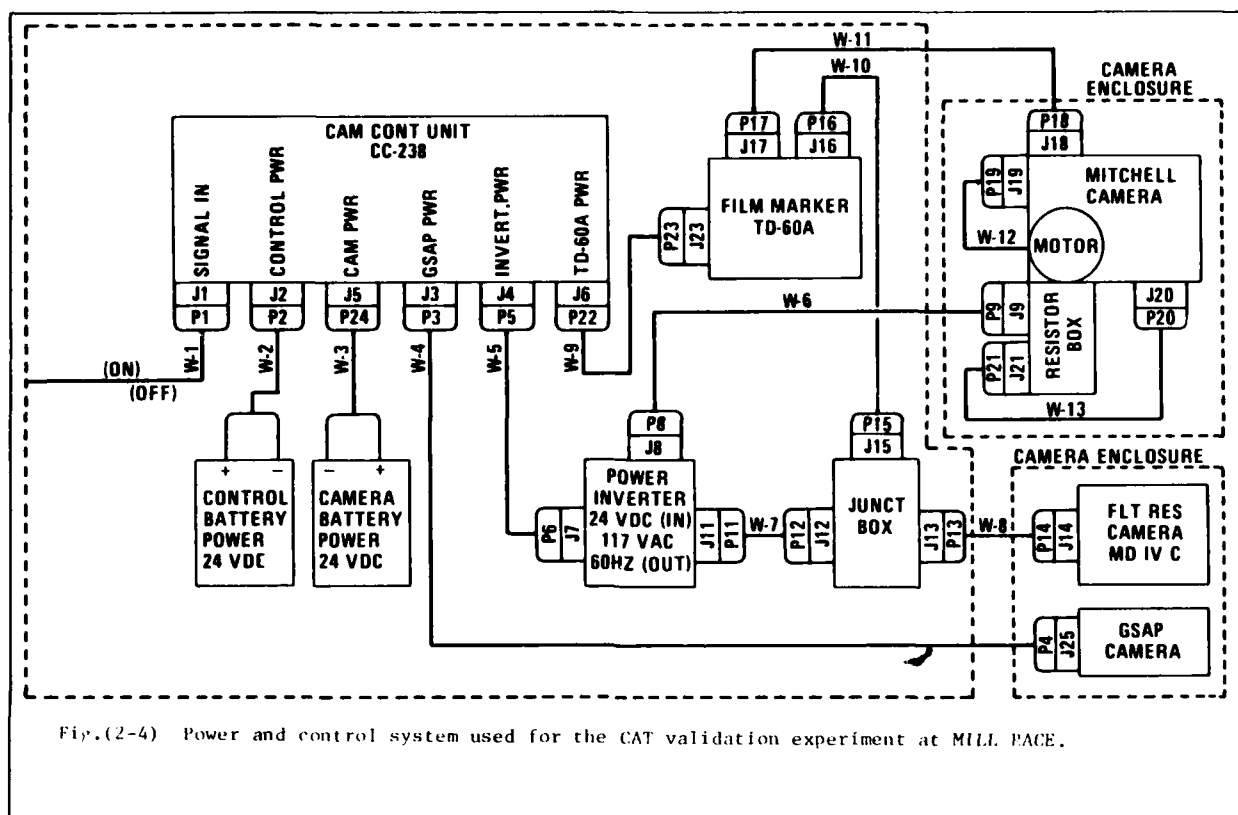 W-11
W-10
CAMERA
ENCLOSURE
CAM CONT UNIT
CC-238
SIGNAL IN
CONTROL PWR
CAM PWR
GSAP PWR
INVERT.PWR
TD-60A PWR
J1
J2
J5
J3
J4
J6
P1
P2
P24
P3
P5
P22
W-1
W-2
W-3
W-4
W-5
W-9
(ON)
(OFF)
P17
J17
P16
J16
FILM MARKER
TD-60A
P23
J23
P18
J18
P19
J19
MITCHELL
CAMERA
W-12
MOTOR
W-6
P9
J9
RESISTOR
BOX
J20
P20
P21
J21
W-13
+ −
CONTROL
BATTERY
POWER
24 VDC
− +
CAMERA
BATTERY
POWER
24 VDC
P8
J8
POWER
INVERTER
24 VDC (IN)
117 VAC
60HZ (OUT)
P6
J7
J11
P11
W-7
P15
J15
JUNCT
BOX
P12
J12
J13
P13
W-8
CAMERA ENCLOSURE
P14
J14
FLT RES
CAMERA
MD IV C
P4
J25
GSAP
CAMERA
Fig.(2-4) Power and control system used for the CAT validation experiment at MILL RACE.